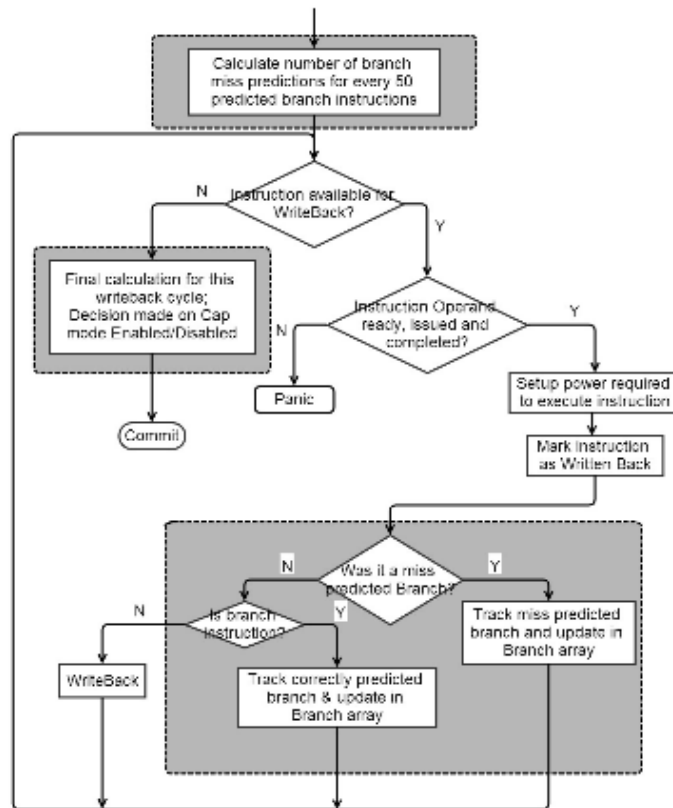 Calculate number of branch
miss predictions for every 50
predicted branch instructions
N
Instruction available for
WriteBack?
Y
Final calculation for this
writeback cycle;
Decision made on Cap
mode Enabled/Disabled
Commit
N
Instruction Operand
ready, Issued and
completed?
Y
Panic
Setup power required
to execute instruction
Mark Instruction
as Written Back
N
Was it a miss
predicted Branch?
Y
N
Is branch
Instruction?
Y
Track miss predicted
branch and update in
Branch array
WriteBack
Track correctly predicted
branch & update in
Branch array